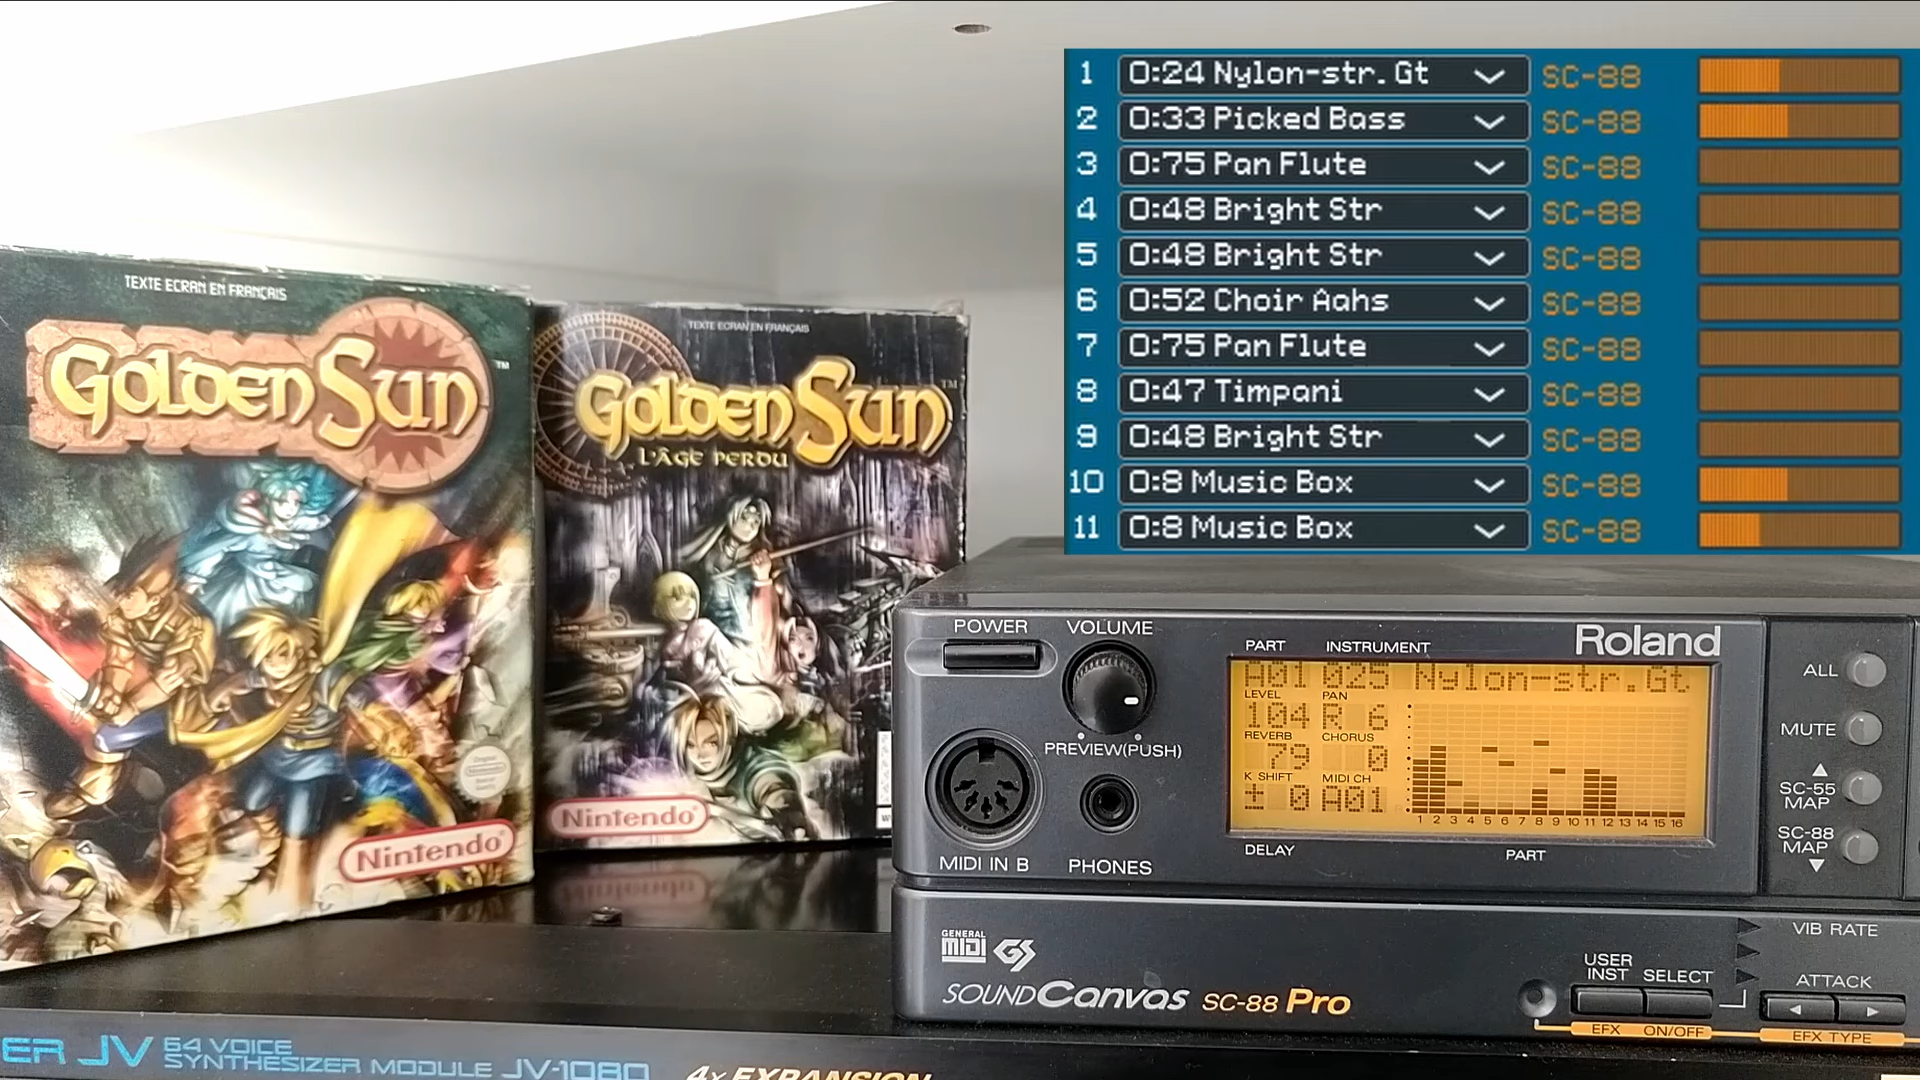 1 0:24 Nylon-str.Gt SC-88
2 0:33 Picked Bass SC-88
3 0:75 Pan Flute SC-88
4 0:48 Bright Str SC-88
5 0:48 Bright Str SC-88
6 0:52 Choir Aahs SC-88
7 0:75 Pan Flute SC-88
8 0:47 Timpani SC-88
9 0:48 Bright Str SC-88
10 0:8 Music Box SC-88
11 0:8 Music Box SC-88
TEXTE ECRAN EN FRANÇAIS
GOLDEN SUN™
Nintendo
TEXTE ECRAN EN FRANÇAIS
GOLDEN SUN™
L'ÂGE PERDU
Nintendo
POWER
VOLUME
PREVIEW(PUSH)
MIDI IN B
PHONES
Roland
PART INSTRUMENT
A01 025 Nylon-str.Gt
LEVEL PAN
104 R 6
REVERB CHORUS
79 0
K SHIFT MIDI CH
± 0 A01
1 2 3 4 5 6 7 8 9 10 11 12 13 14 15 16
DELAY PART
ALL
MUTE
SC-55
MAP
SC-88
MAP
GENERAL
MIDI GS
SOUND Canvas SC-88 Pro
USER
INST SELECT
EFX ON/OFF
VIB RATE
ATTACK
EFX TYPE
ER JV 64 VOICE
SYNTHESIZER MODULE JV-1080
4x EXPANSION